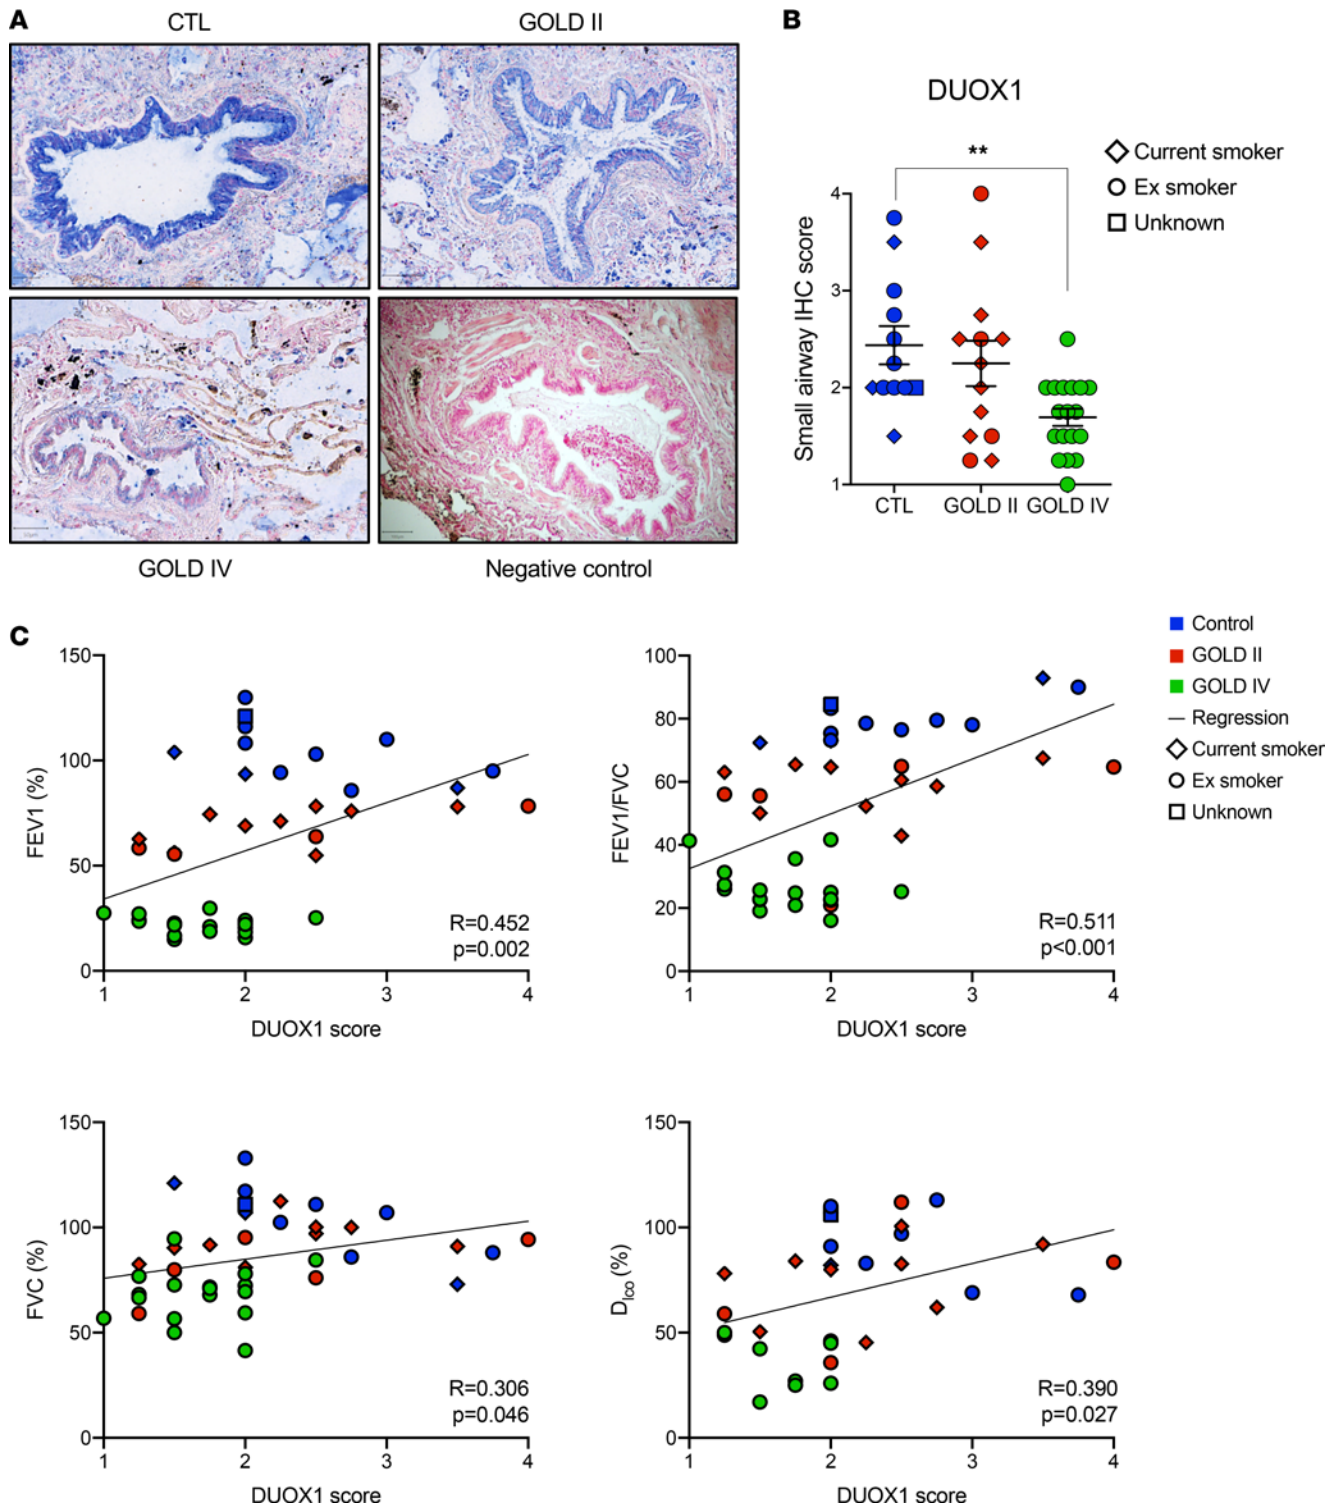 A
CTL
GOLD II
GOLD IV
Negative control
B
DUOX1
**
Current smoker
Ex smoker
Unknown
Small airway IHC score
4
3
2
1
CTL
GOLD II
GOLD IV
C
Control
GOLD II
GOLD IV
Regression
Current smoker
Ex smoker
Unknown
FEV1 (%)
150
100
50
0
R=0.452
p=0.002
1
2
3
4
DUOX1 score
FEV1/FVC
100
80
60
40
20
0
R=0.511
p<0.001
1
2
3
4
DUOX1 score
FVC (%)
150
100
50
0
R=0.306
p=0.046
1
2
3
4
DUOX1 score
Dlco (%)
150
100
50
0
R=0.390
p=0.027
1
2
3
4
DUOX1 score